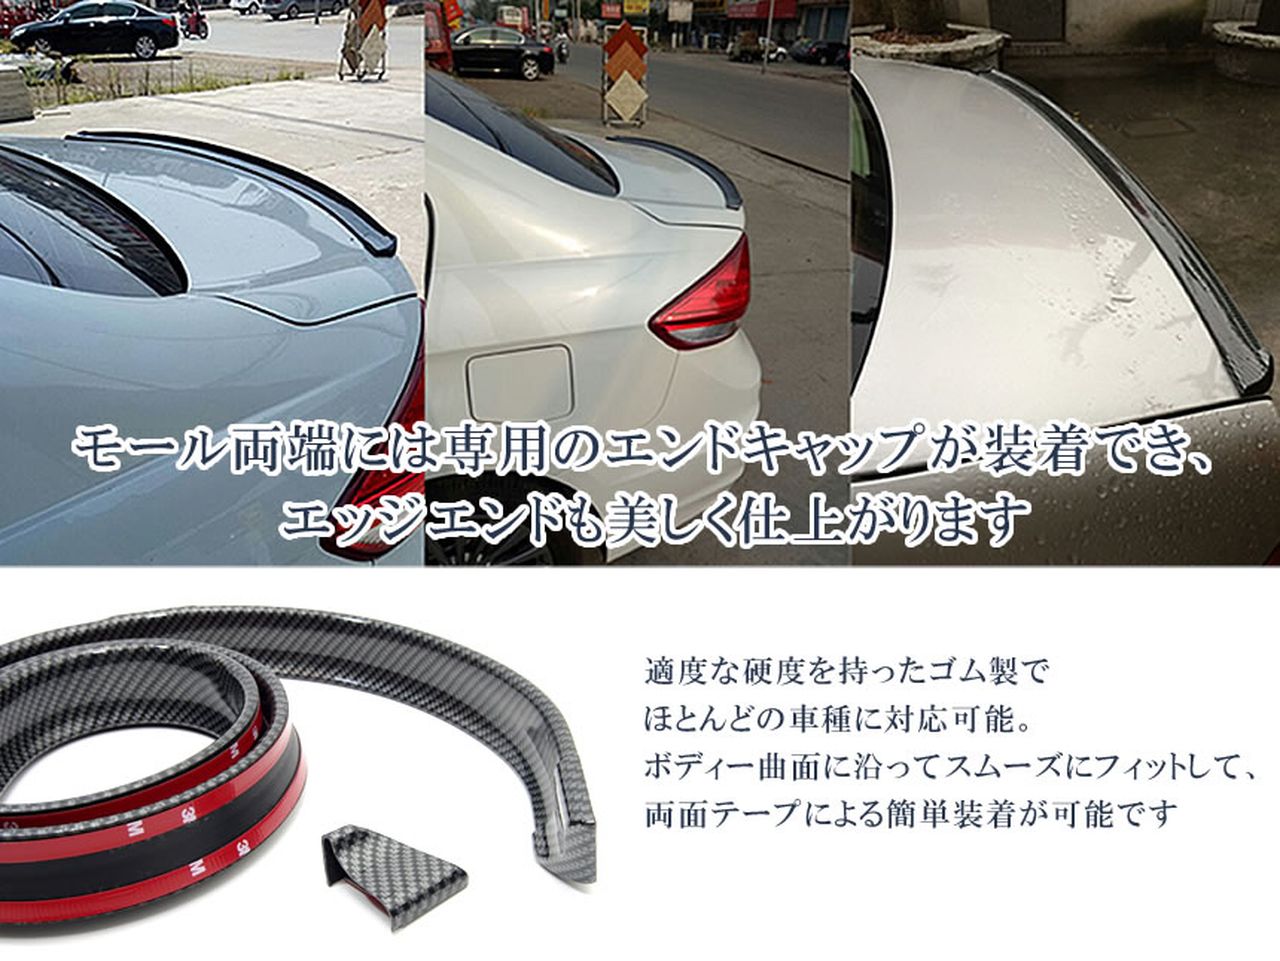 モール両端には専用のエンドキャップが装着でき、
エッジエンドも美しく仕上がります
適度な硬度を持ったゴム製で
ほとんどの車種に対応可能。
ボディー曲面に沿ってスムーズにフィットして、
両面テープによる簡単装着が可能です
3M
3M
3M